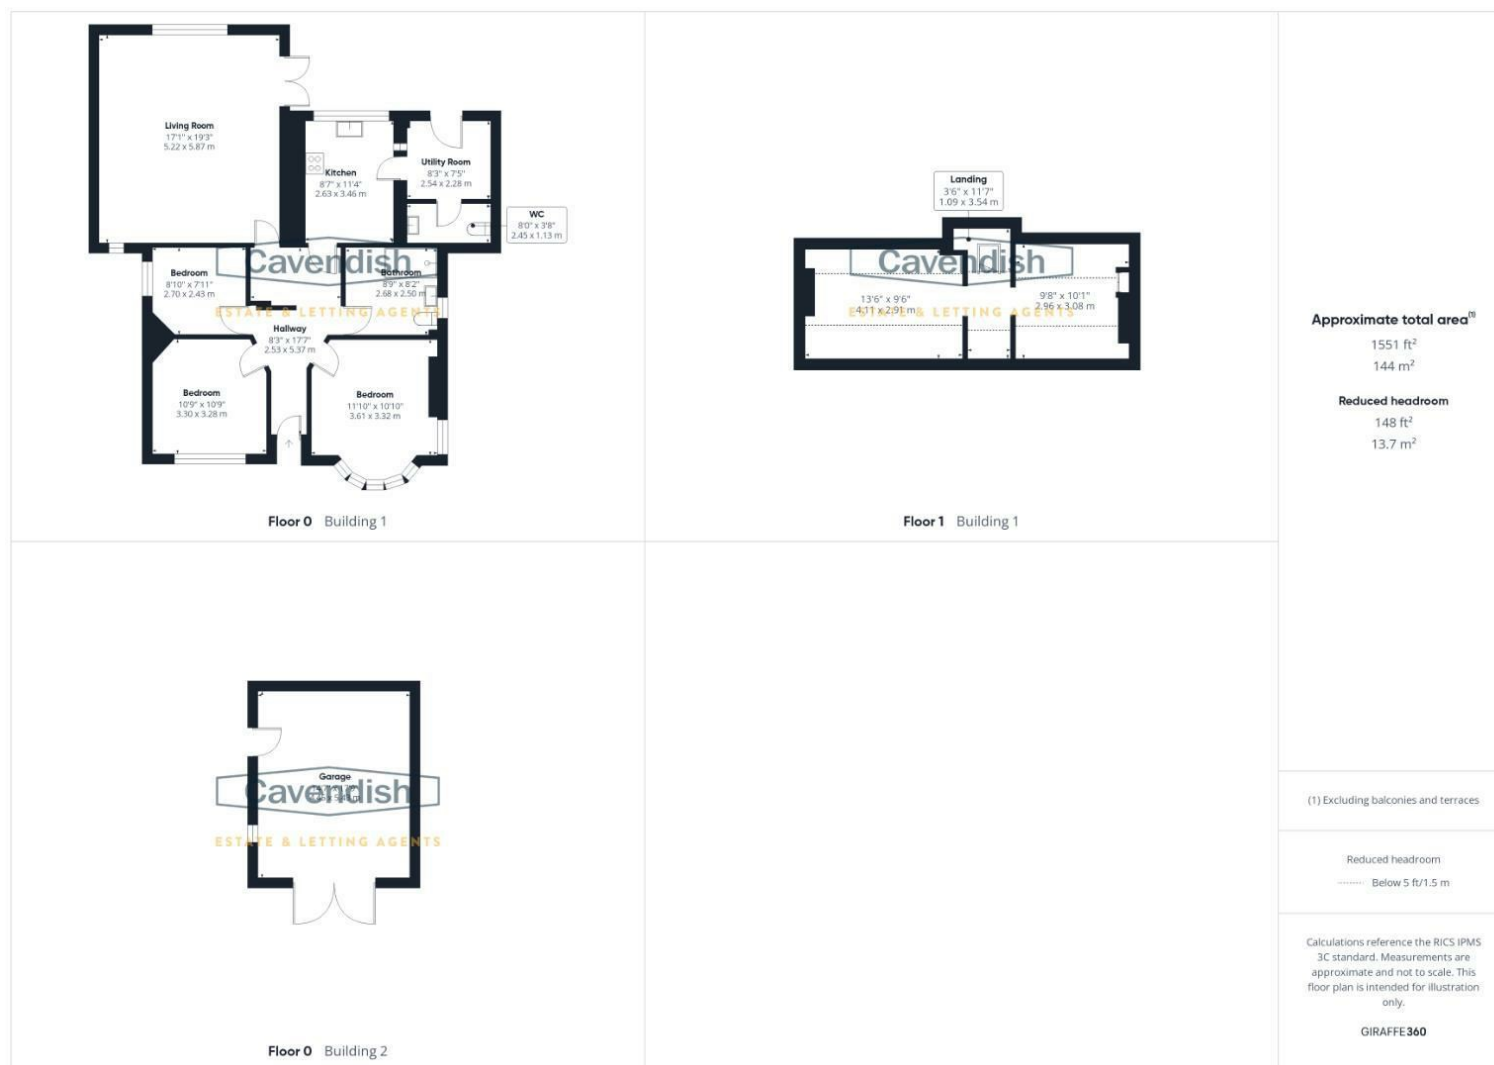 Living Room
17'1" x 19'3"
5.22 x 5.87 m
Kitchen
8'7" x 11'4"
2.63 x 3.46 m
Utility Room
8'3" x 7'5"
2.54 x 2.28 m
WC
8'0" x 3'8"
2.45 x 1.13 m
Bedroom
8'10" x 7'11"
2.70 x 2.43 m
Bathroom
8'9" x 8'2"
2.68 x 2.50 m
Cavendish
ESTATE & LETTING AGENTS
Hallway
8'3" x 17'7"
2.53 x 5.37 m
Bedroom
10'9" x 10'9"
3.30 x 3.28 m
Bedroom
11'10" x 10'10"
3.61 x 3.32 m
Floor 0 Building 1
Landing
3'6" x 11'7"
1.09 x 3.54 m
Cavendish
13'6" x 9'6"
4.11 x 2.91 m
9'8" x 10'1"
2.96 x 3.08 m
ESTATE & LETTING AGENTS
Floor 1 Building 1
Garage
Cavendish
ESTATE & LETTING AGENTS
Floor 0 Building 2
Approximate total area(1)
1551 ft²
144 m²
Reduced headroom
148 ft²
13.7 m²
(1) Excluding balconies and terraces
Reduced headroom
Below 5 ft/1.5 m
Calculations reference the RICS IPMS
3C standard. Measurements are
approximate and not to scale. This
floor plan is intended for illustration
only.
GIRAFFE360